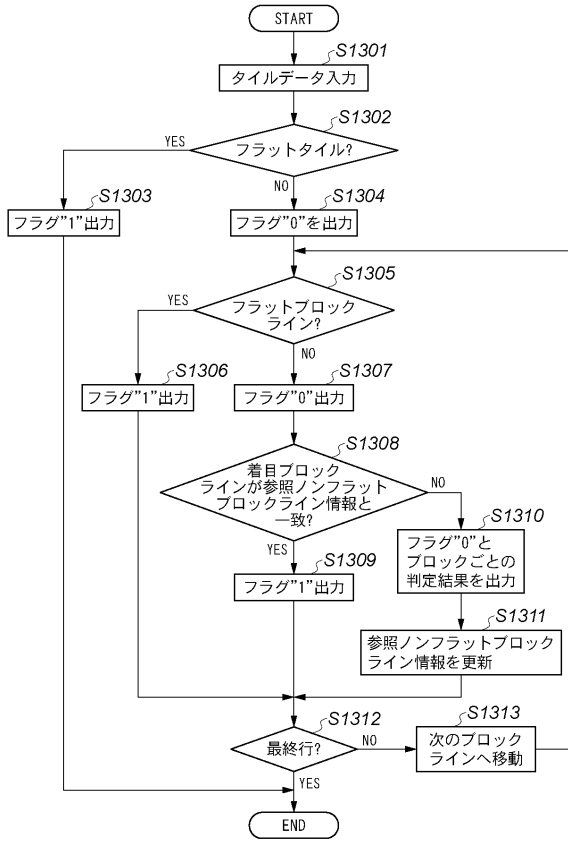 START
S1301
タイルデータ入力
S1302
フラットタイル?
YES
NO
S1303
フラグ"1"出力
S1304
フラグ"0"を出力
S1305
フラットブロック
ライン?
YES
NO
S1306
フラグ"1"出力
S1307
フラグ"0"出力
S1308
着目ブロック
ラインが参照ノンフラット
ブロックライン情報と
一致?
NO
YES
S1309
フラグ"1"出力
S1310
フラグ"0"と
ブロックごとの
判定結果を出力
S1311
参照ノンフラットブロック
ライン情報を更新
S1312
最終行?
NO
YES
S1313
次のブロック
ラインへ移動
END